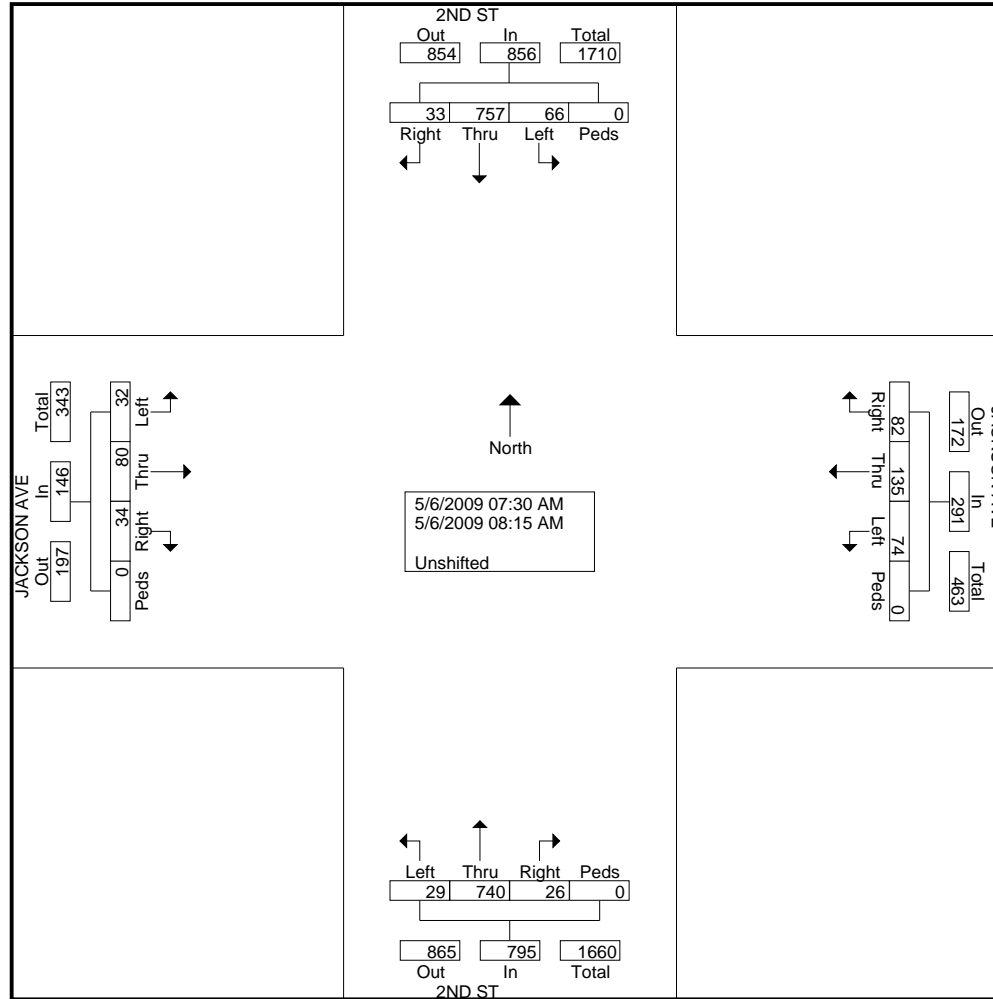 2ND ST
Out In Total
854 856 1710
33 757 66 0
Right Thru Left Peds
JACKSON AVE
Total In Out
343 146 197
32 80 34 0
Left Thru Right Peds
North
5/6/2009 07:30 AM
5/6/2009 08:15 AM
Unshifted
Right Thru Left Peds
82 135 74 0
172 291 463
Out In Total
Left Thru Right Peds
29 740 26 0
865 795 1660
Out In Total
2ND ST